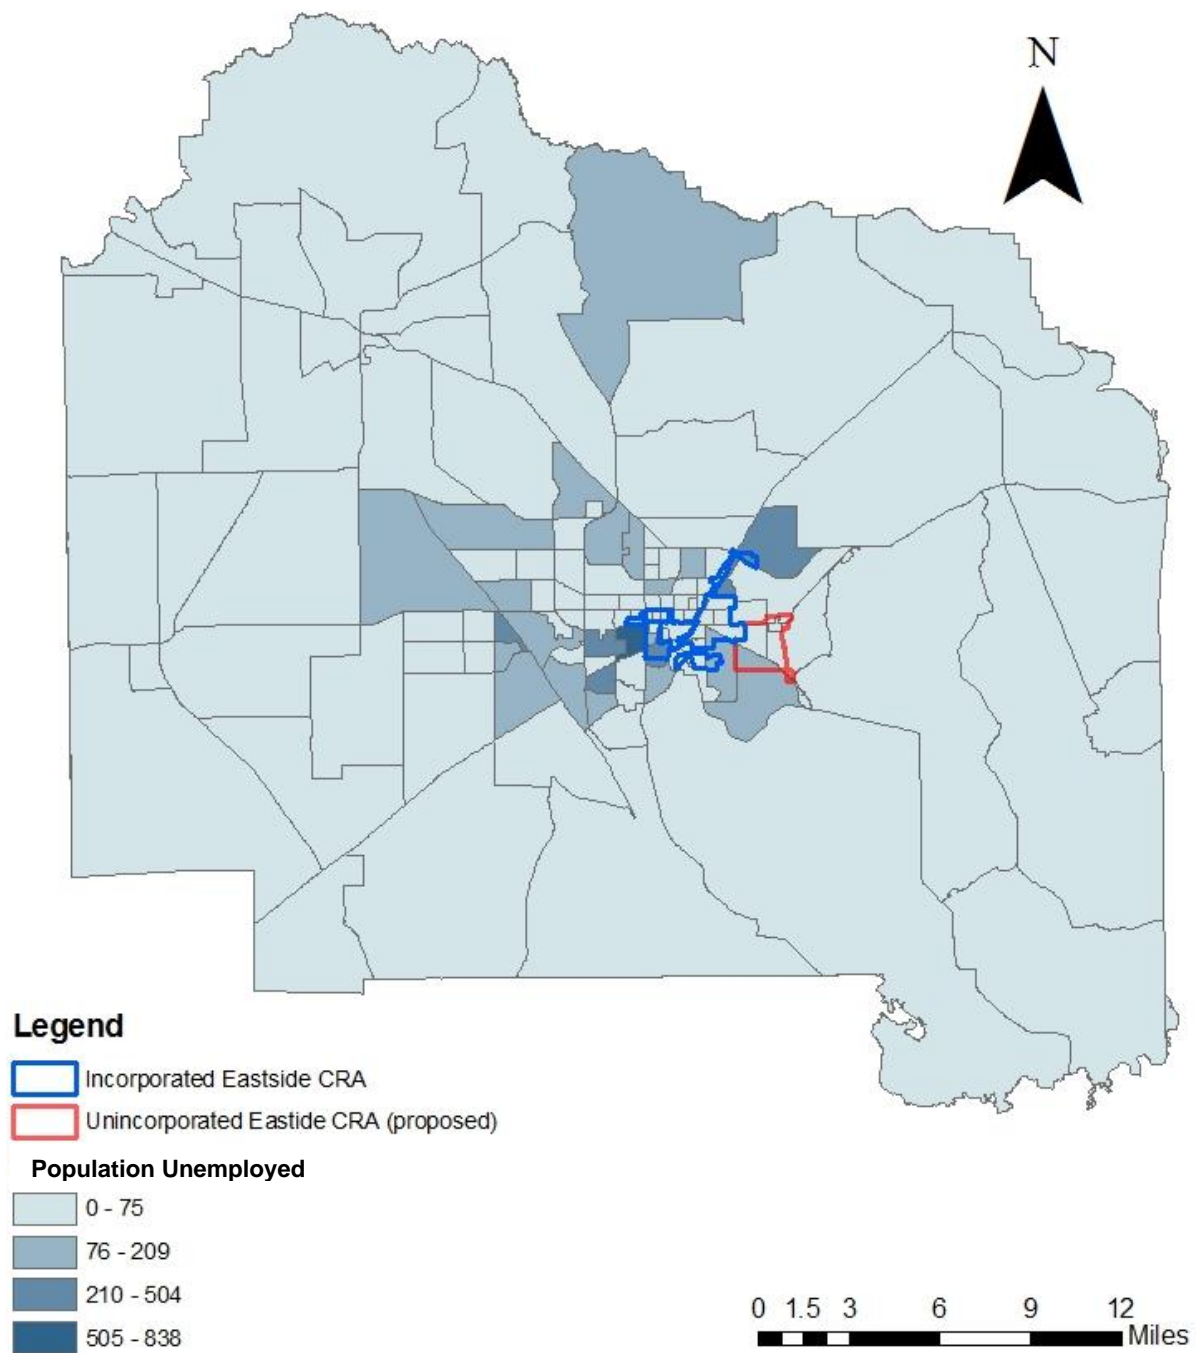 N
Legend
Incorporated Eastside CRA
Unincorporated Eastide CRA (proposed)
Population Unemployed
0 - 75
76 - 209
210 - 504
505 - 838
0 1.5 3 6 9 12
Miles